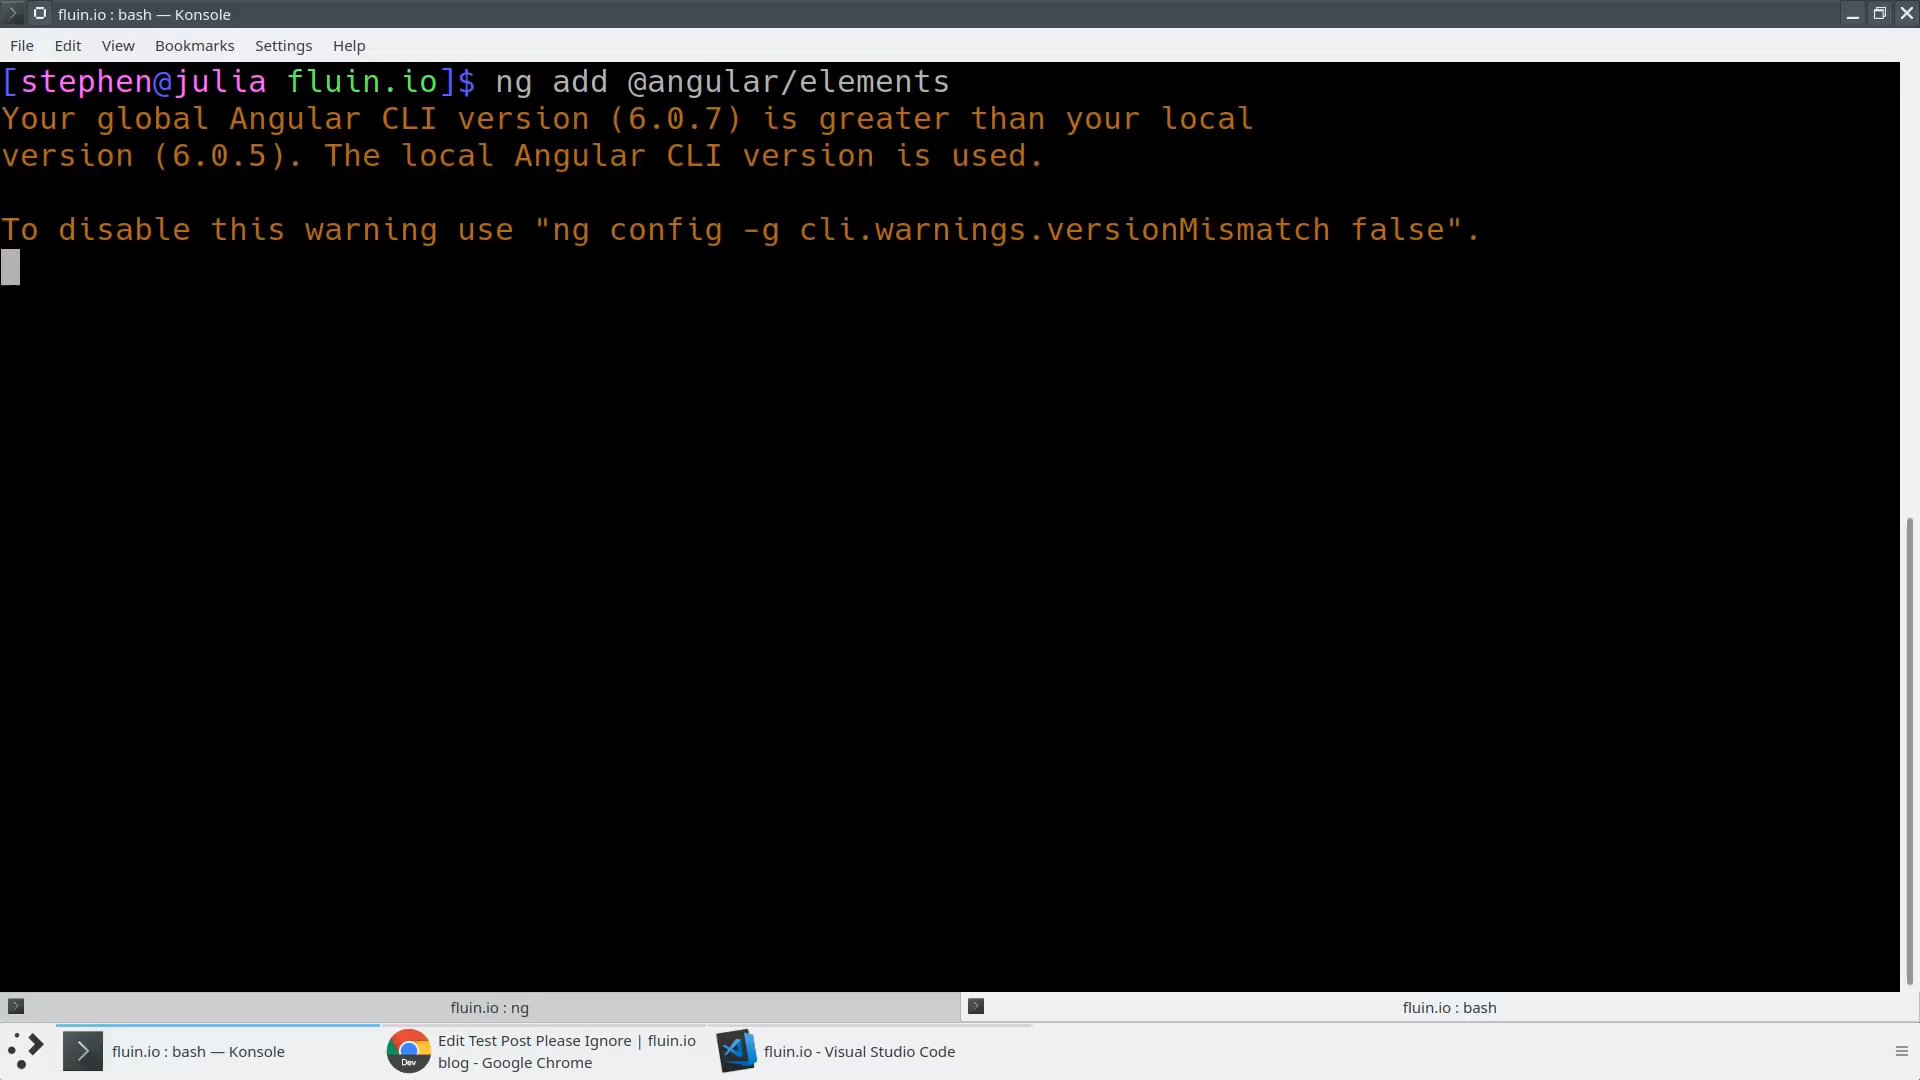 fluin.io : bash — Konsole
File Edit View Bookmarks Settings Help
[stephen@julia fluin.io]$ ng add @angular/elements
Your global Angular CLI version (6.0.7) is greater than your local
version (6.0.5). The local Angular CLI version is used.
To disable this warning use "ng config -g cli.warnings.versionMismatch false".
fluin.io : ng
fluin.io : bash
fluin.io : bash — Konsole
Dev
Edit Test Post Please Ignore | fluin.io
blog - Google Chrome
fluin.io - Visual Studio Code